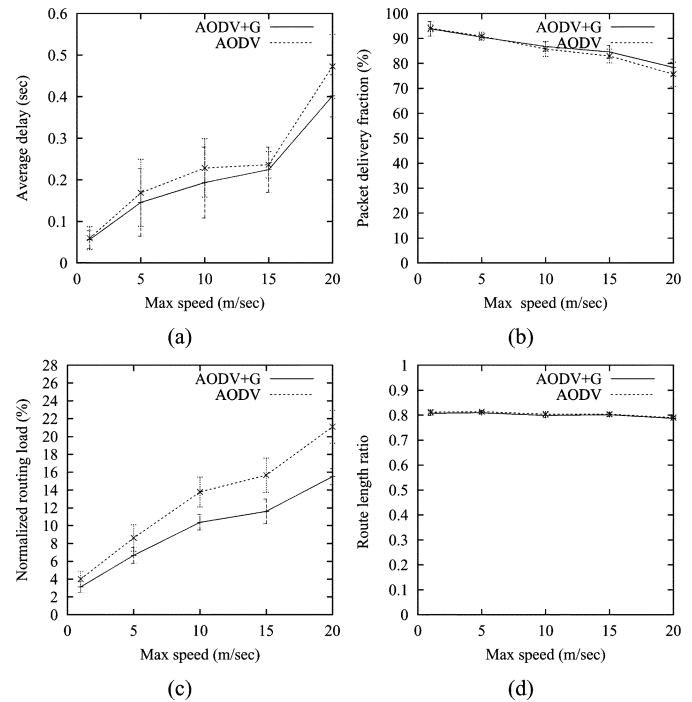 0.6
0.5
0.4
0.3
0.2
0.1
0
Average delay (sec)
AODV+G
AODV
0 5 10 15 20
Max speed (m/sec)
(a)
100
90
80
70
60
50
40
30
20
10
0
Packet delivery fraction (%)
AODV+G
AODV
0 5 10 15 20
Max speed (m/sec)
(b)
28
26
24
22
20
18
16
14
12
10
8
6
4
2
0
Normalized routing load (%)
AODV+G
AODV
0 5 10 15 20
Max speed (m/sec)
(c)
1
0.9
0.8
0.7
0.6
0.5
0.4
0.3
0.2
0.1
0
Route length ratio
AODV+G
AODV
0 5 10 15 20
Max speed (m/sec)
(d)